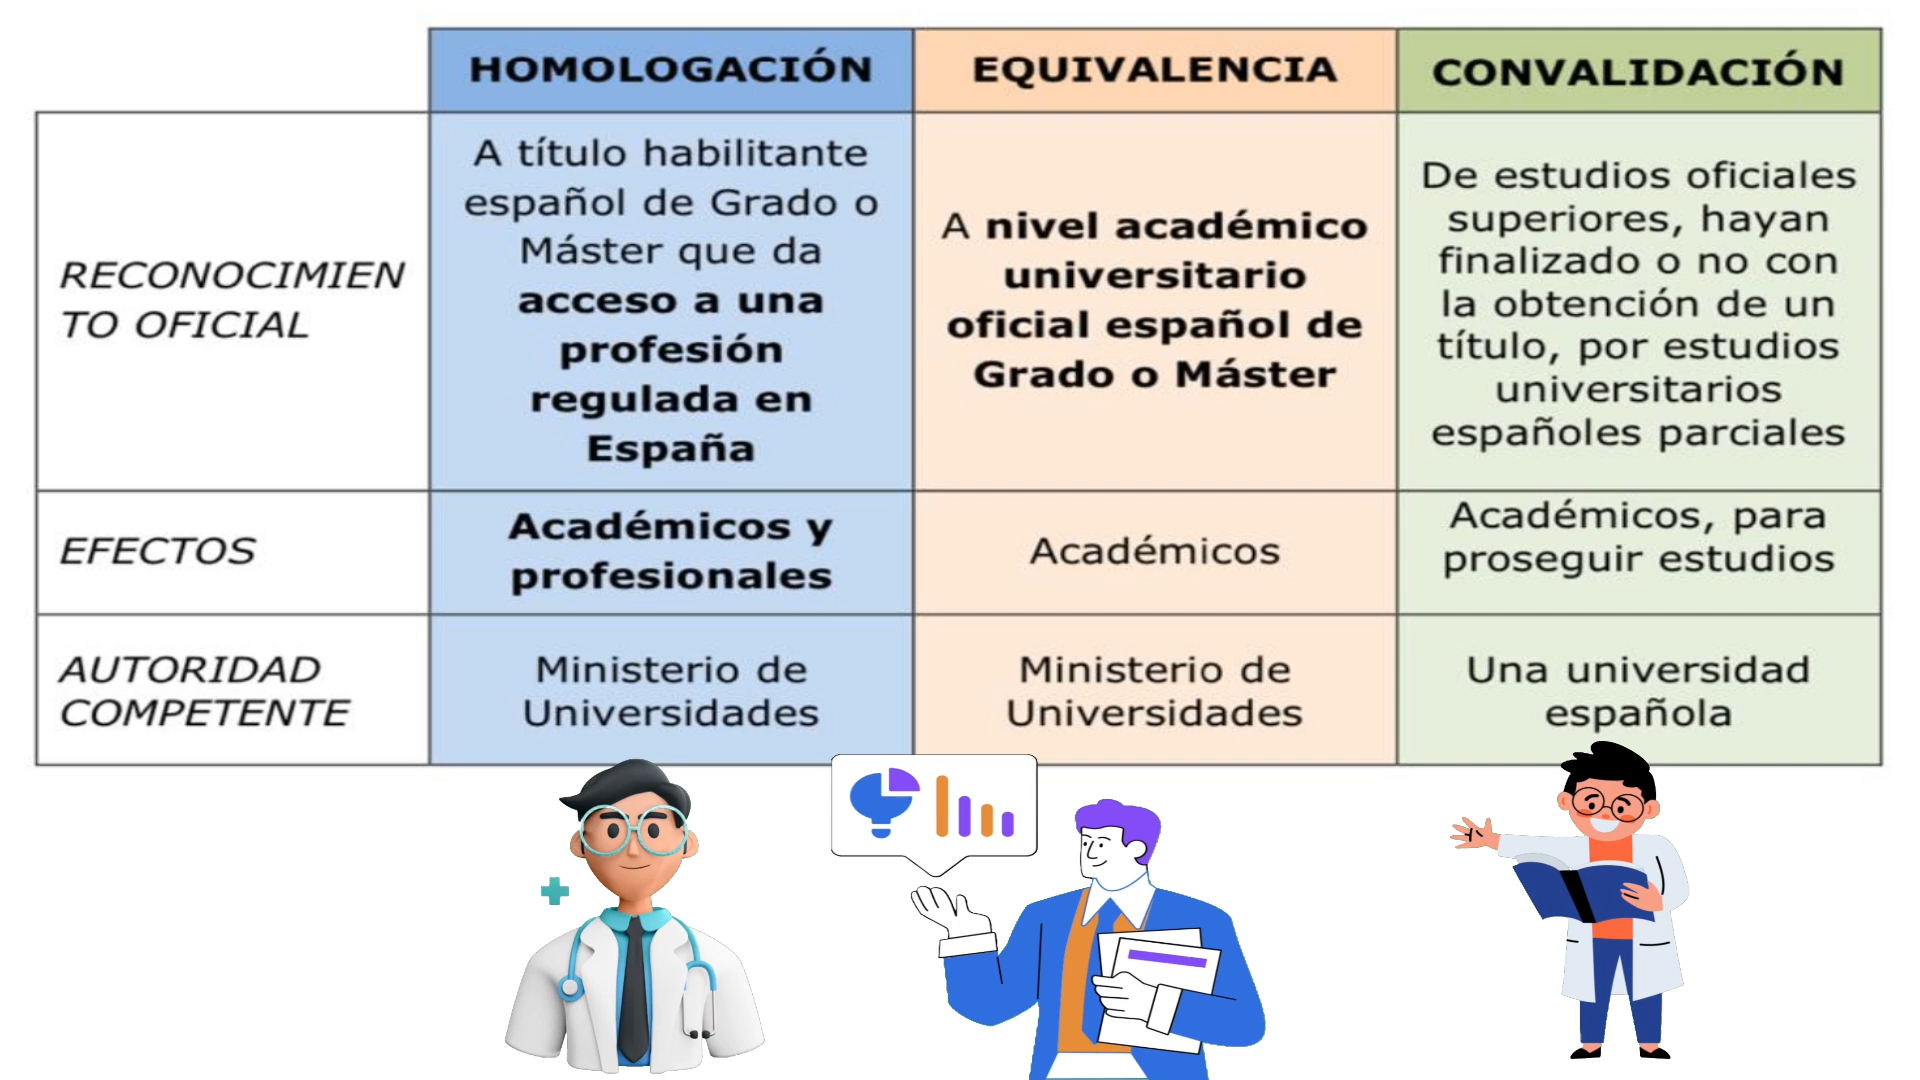 HOMOLOGACIÓN
EQUIVALENCIA
CONVALIDACIÓN
RECONOCIMIEN
TO OFICIAL
A título habilitante
español de Grado o
Máster que da
acceso a una
profesión
regulada en
España
A nivel académico
universitario
oficial español de
Grado o Máster
De estudios oficiales
superiores, hayan
finalizado o no con
la obtención de un
título, por estudios
universitarios
españoles parciales
EFECTOS
Académicos y
profesionales
Académicos
Académicos, para
proseguir estudios
AUTORIDAD
COMPETENTE
Ministerio de
Universidades
Ministerio de
Universidades
Una universidad
española